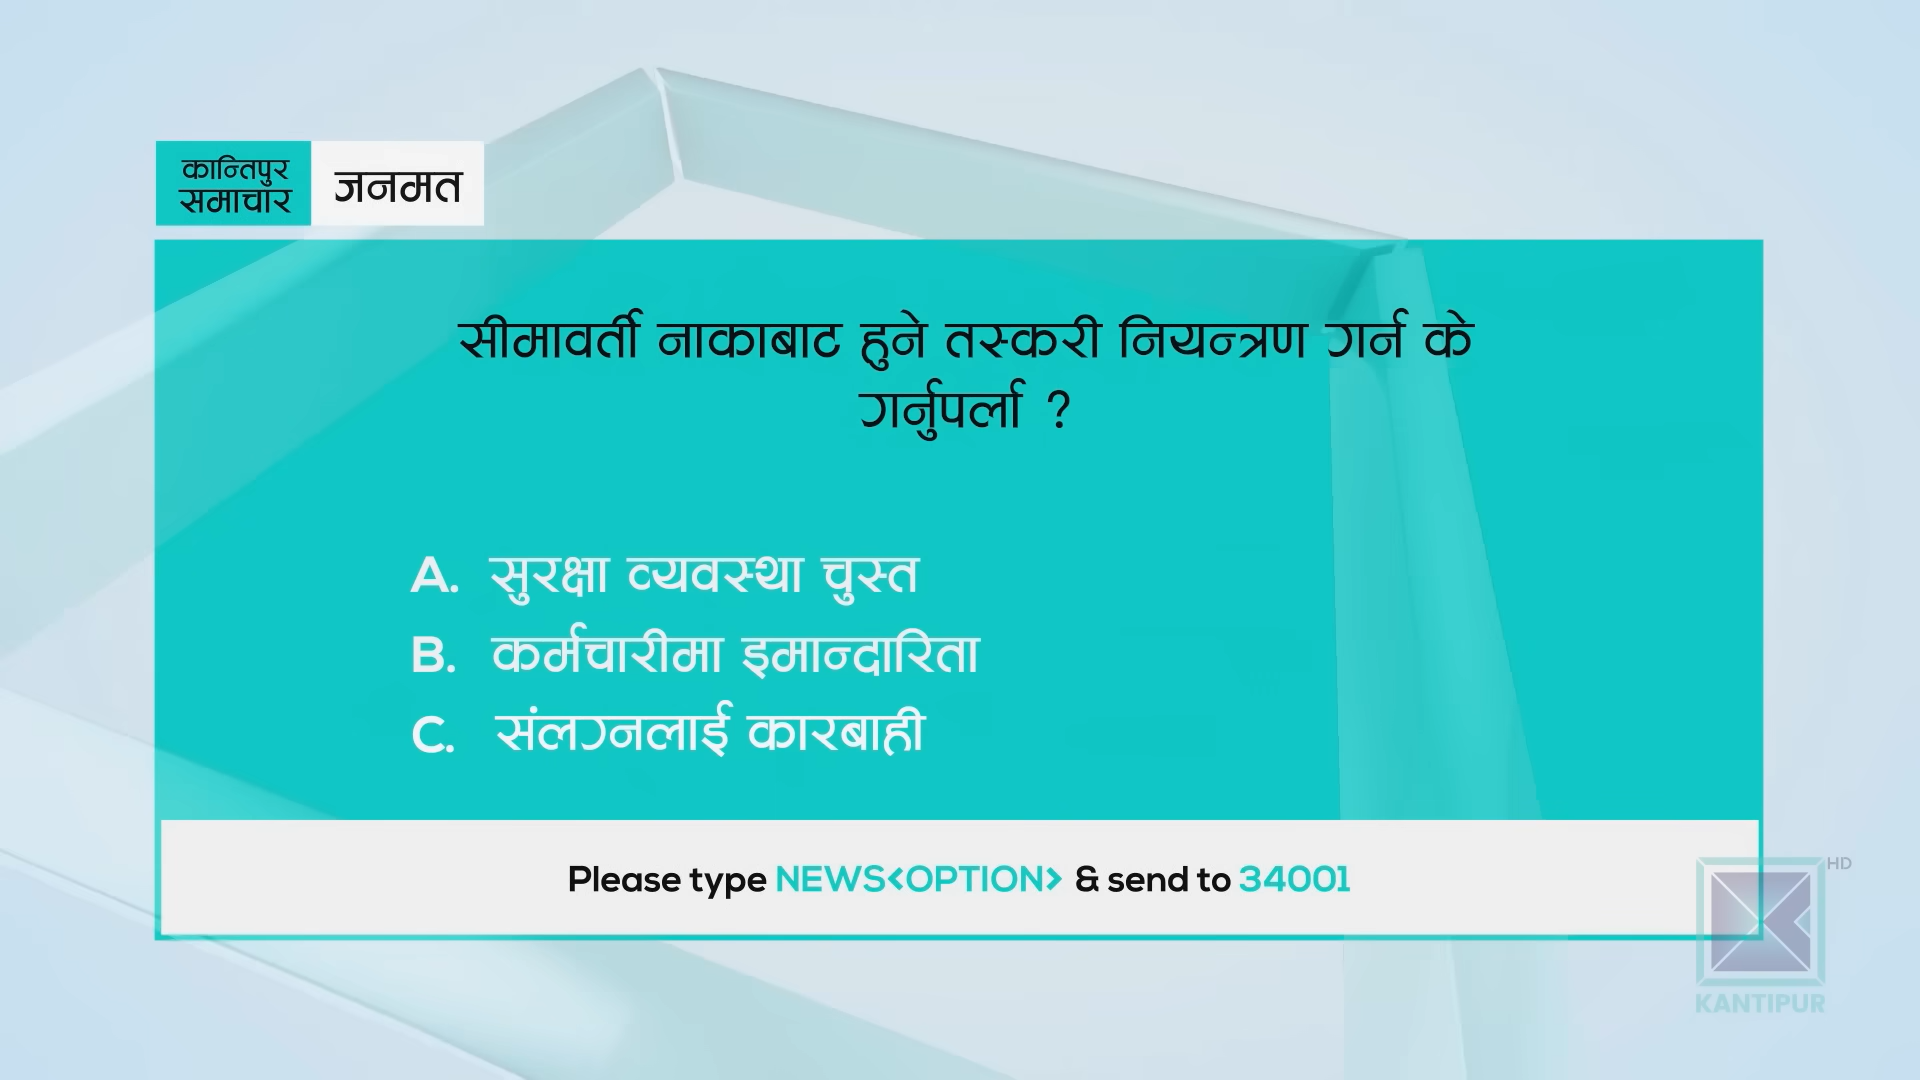 कान्तिपुर
समाचार
जनमत
सीमावर्ती नाकाबाट हुने तस्करी नियन्त्रण गर्न के
गर्नुपर्ला ?
A. सुरक्षा व्यवस्था चुस्त
B. कर्मचारीमा इमान्दारिता
C. संलग्नलाई कारबाही
Please type NEWS<OPTION> & send to 34001
HD
KANTIPUR